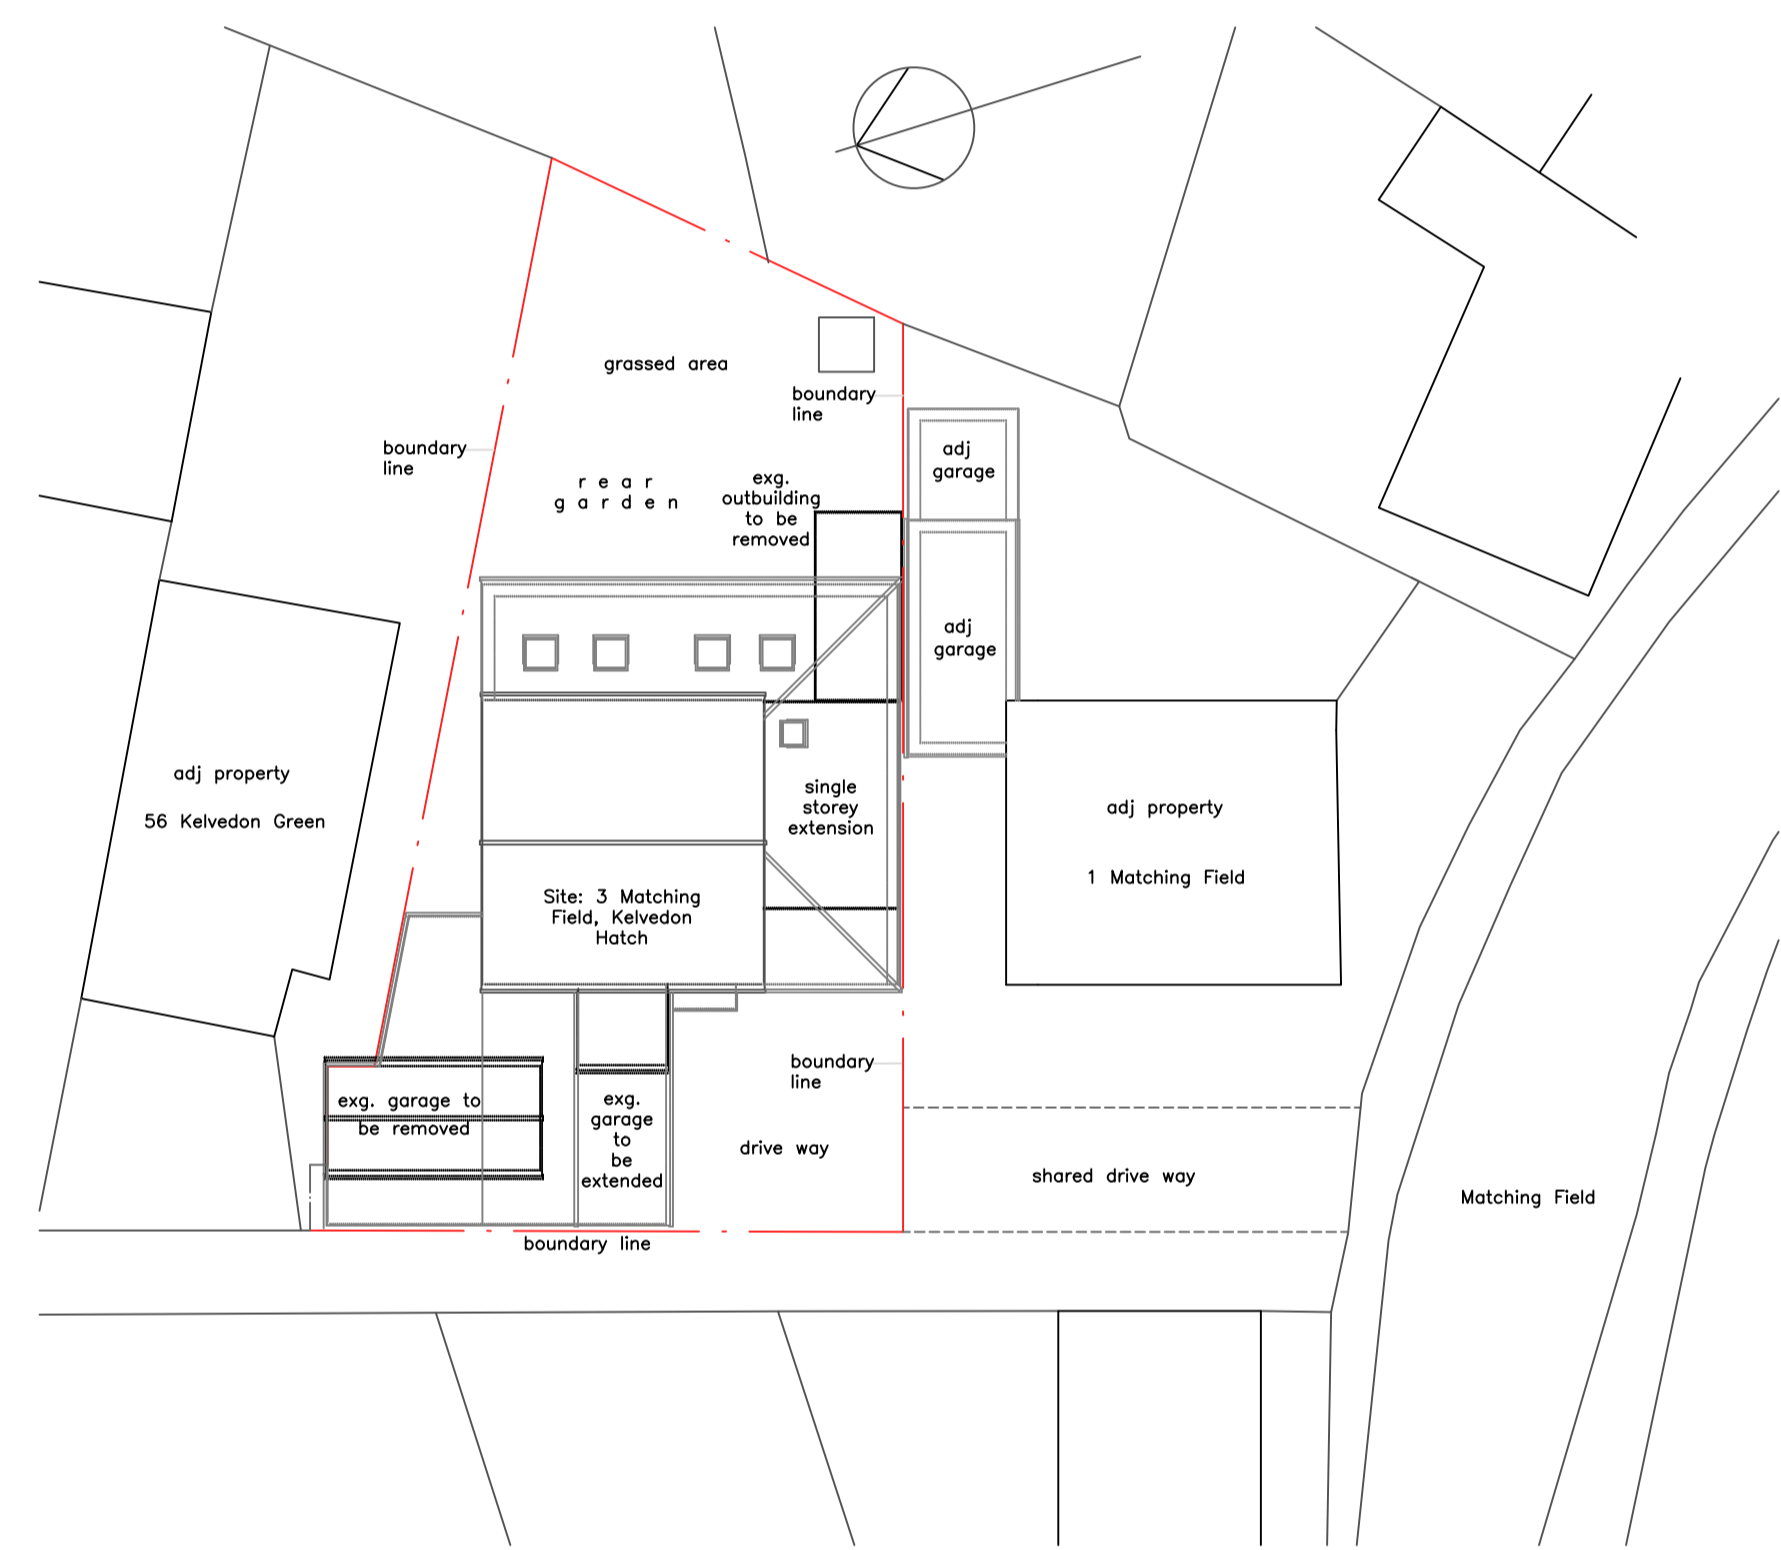 grassed area
boundary
line
boundary
line
rear
garden
exg.
outbuilding
to be
removed
adj
garage
adj
garage
adj property
56 Kelvedon Green
single
storey
extension
adj property
1 Matching Field
Site: 3 Matching
Field, Kelvedon
Hatch
boundary
line
exg. garage to
be removed
exg.
garage
to
be
extended
drive way
shared drive way
Matching Field
boundary line